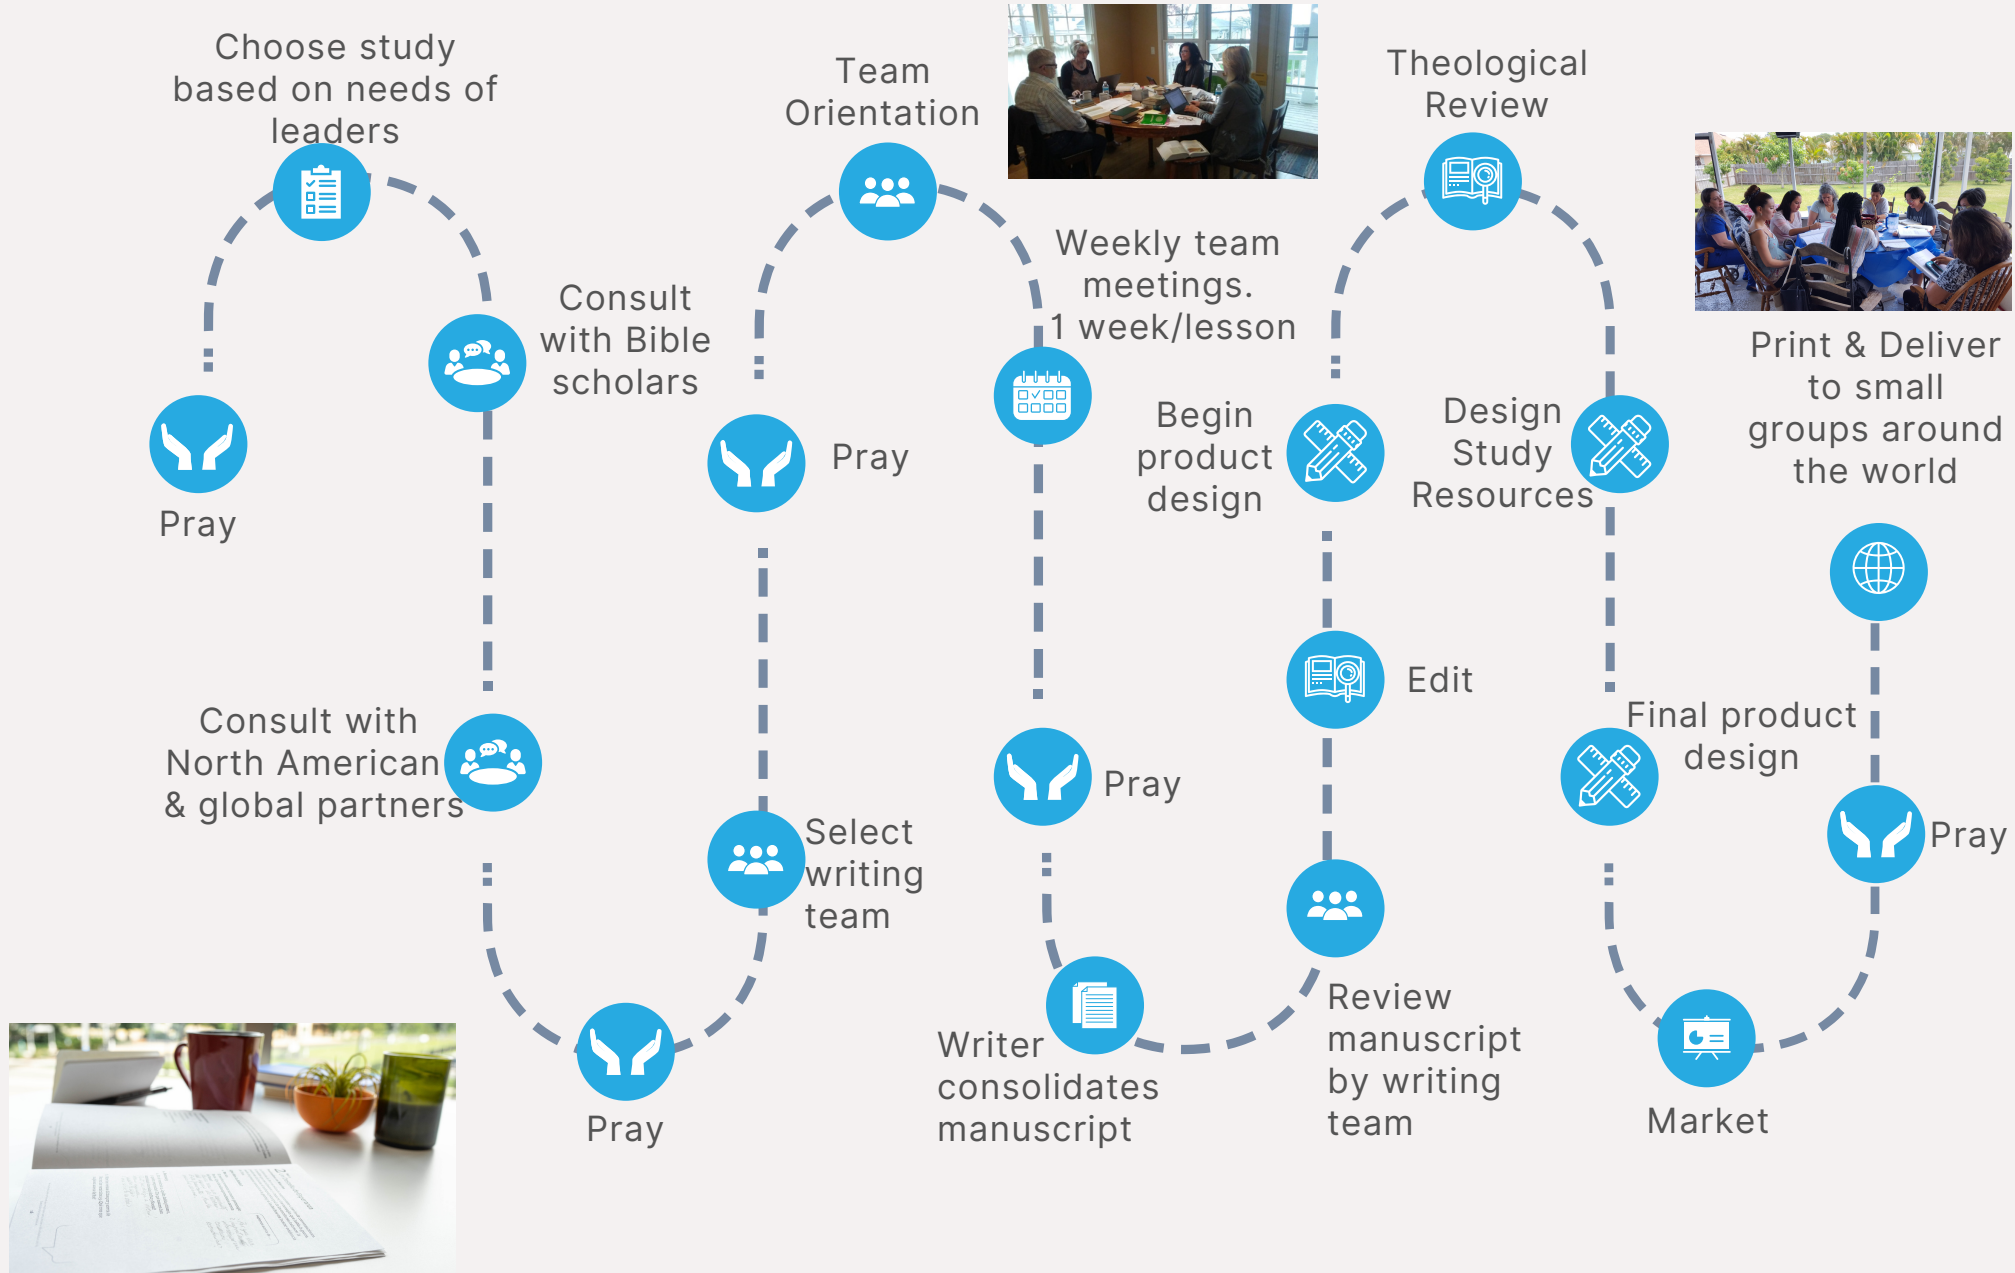 Pray
Choose study
based on needs of
leaders
Consult
with Bible
scholars
Consult with
North American
& global partners
Pray
Select
writing
team
Pray
Team
Orientation
Weekly team
meetings.
1 week/lesson
Pray
Writer
consolidates
manuscript
Review
manuscript
by writing
team
Edit
Begin
product
design
Theological
Review
Design
Study
Resources
Final product
design
Market
Pray
Print & Deliver
to small
groups around
the world